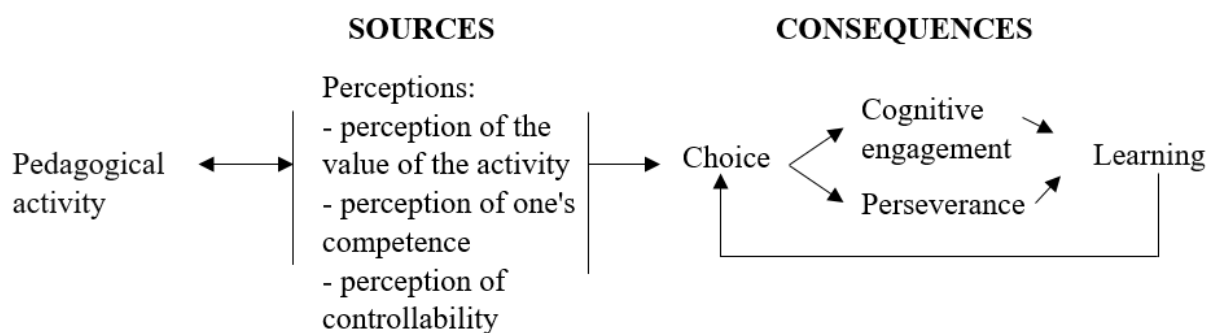 SOURCES
CONSEQUENCES
Pedagogical
activity
Perceptions:
- perception of the
value of the activity
- perception of one's
competence
- perception of
controllability
Choice
Cognitive
engagement
Perseverance
Learning